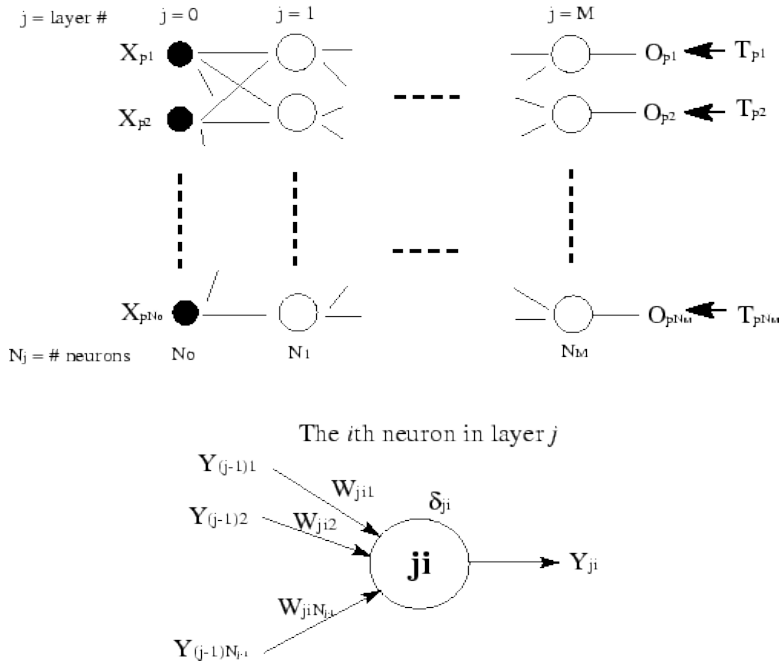 j = layer # j = 0 j = 1 j = M
Xp1 Op1 Tp1
Xp2 Op2 Tp2
XpN0 OpNM TpNM
Nj = # neurons N0 N1 NM
The ith neuron in layer j
Y(j-1)1
Wji1
δji
Y(j-1)2
Wji2
ji
Yji
WjiNj-1
Y(j-1)Nj-1